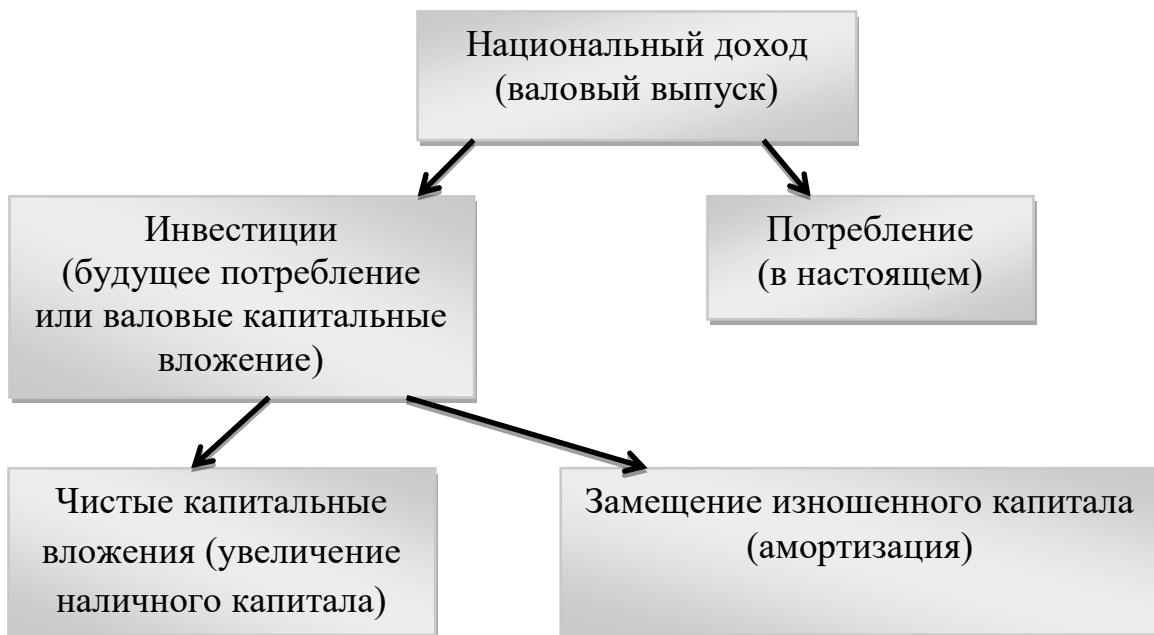 Национальный доход
(валовый выпуск)
Инвестиции
(будущее потребление
или валовые капитальные
вложение)
Потребление
(в настоящем)
Чистые капитальные
вложения (увеличение
наличного капитала)
Замещение изношенного капитала
(амортизация)